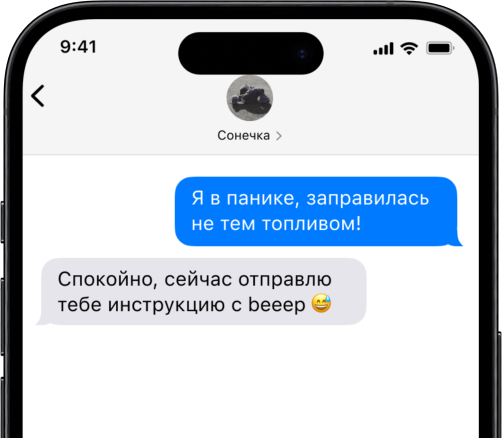 9:41
Сонечка
Я в панике, заправилась
не тем топливом!
Спокойно, сейчас отправлю
тебе инструкцию с beeep 😅